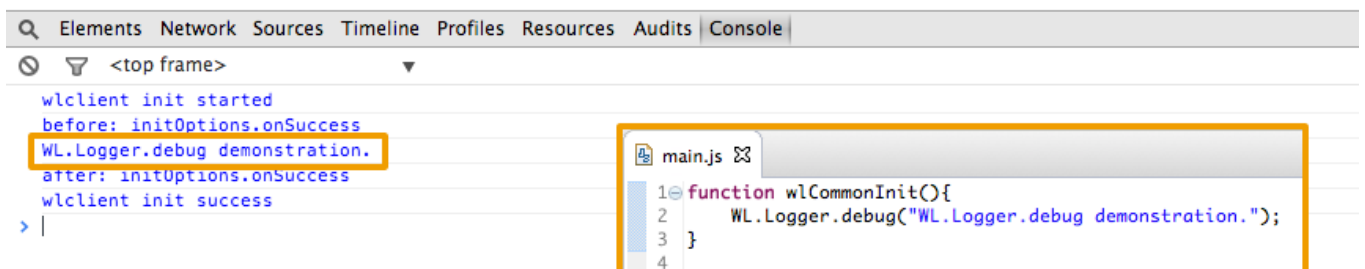 Elements Network Sources Timeline Profiles Resources Audits Console
<top frame> ▼
wlclient init started
before: initOptions.onSuccess
WL.Logger.debug demonstration.
after: initOptions.onSuccess
wlclient init success
>
main.js
1 function wlCommonInit(){
2 WL.Logger.debug("WL.Logger.debug demonstration.");
3 }
4